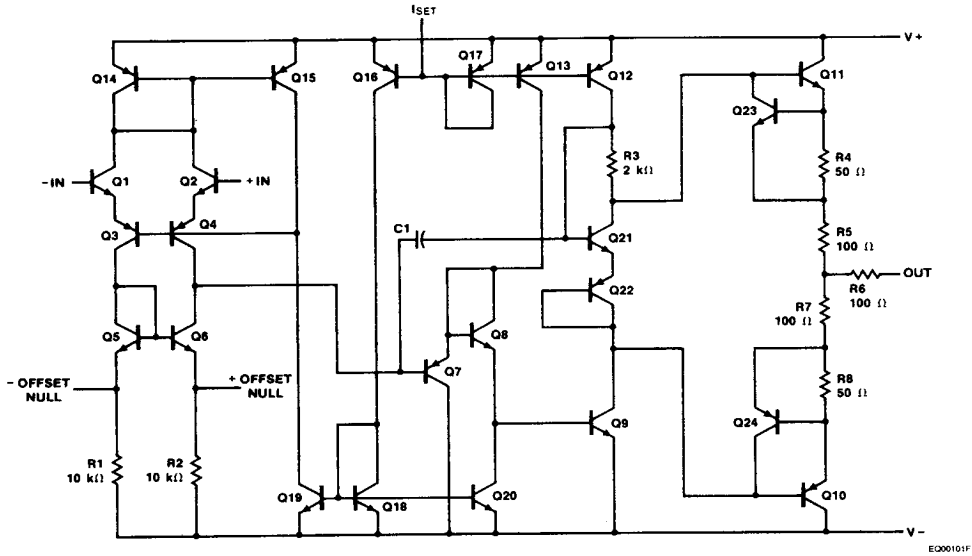 ISET
V+
Q14
Q15
Q16
Q17
Q13
Q12
Q11
Q23
R3
2 kΩ
R4
50 Ω
-IN
Q1
Q2
+IN
Q3
Q4
C1
Q21
R5
100 Ω
OUT
R6
100 Ω
Q22
R7
100 Ω
Q5
Q6
Q8
Q7
- OFFSET
NULL
+ OFFSET
NULL
R8
50 Ω
Q9
Q24
R1
10 kΩ
R2
10 kΩ
Q19
Q18
Q20
Q10
V-
EQ00101F